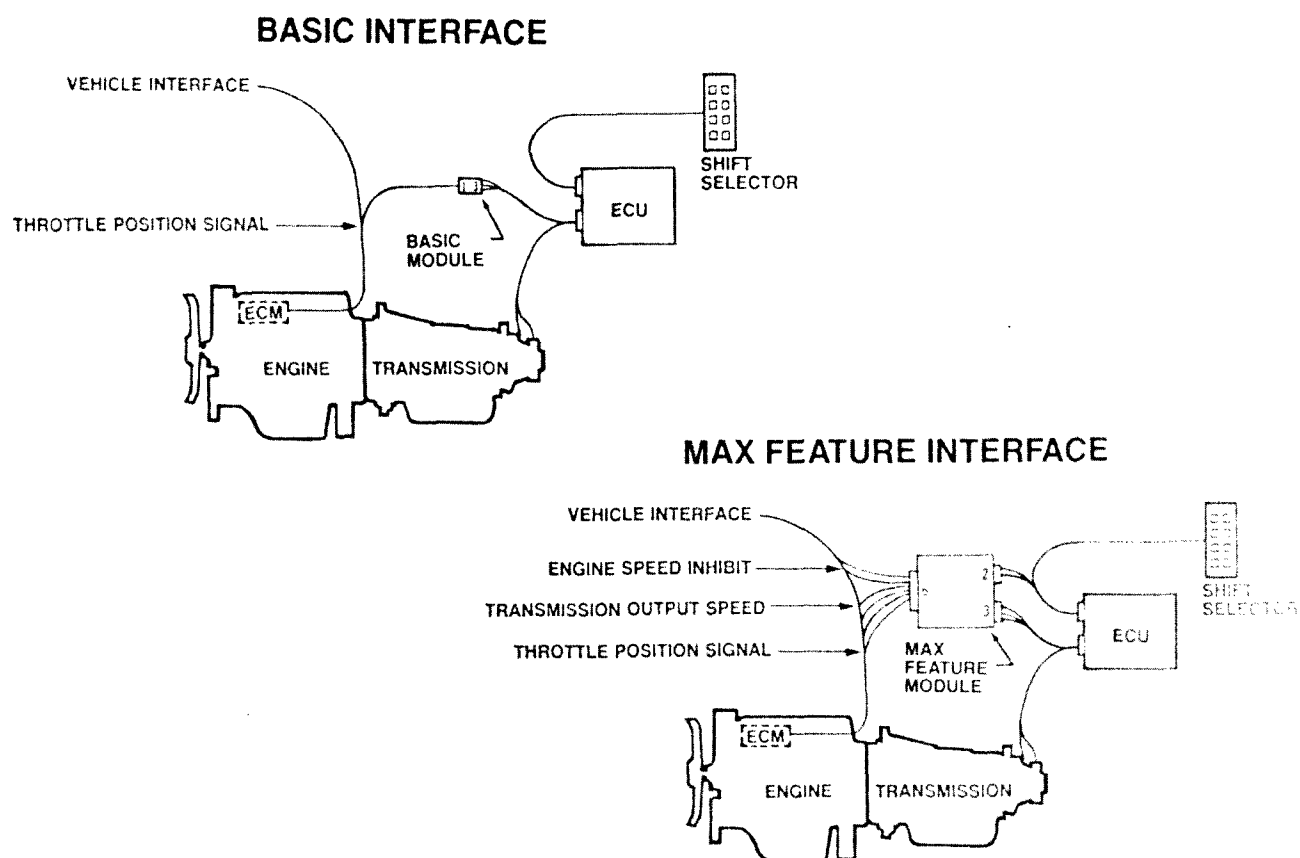 BASIC INTERFACE
VEHICLE INTERFACE
SHIFT
SELECTOR
ECU
THROTTLE POSITION SIGNAL
BASIC
MODULE
ECM
ENGINE
TRANSMISSION
MAX FEATURE INTERFACE
VEHICLE INTERFACE
ENGINE SPEED INHIBIT
2
TRANSMISSION OUTPUT SPEED
3
SHIFT
SELECTOR
ECU
THROTTLE POSITION SIGNAL
MAX
FEATURE
MODULE
ECM
ENGINE
TRANSMISSION